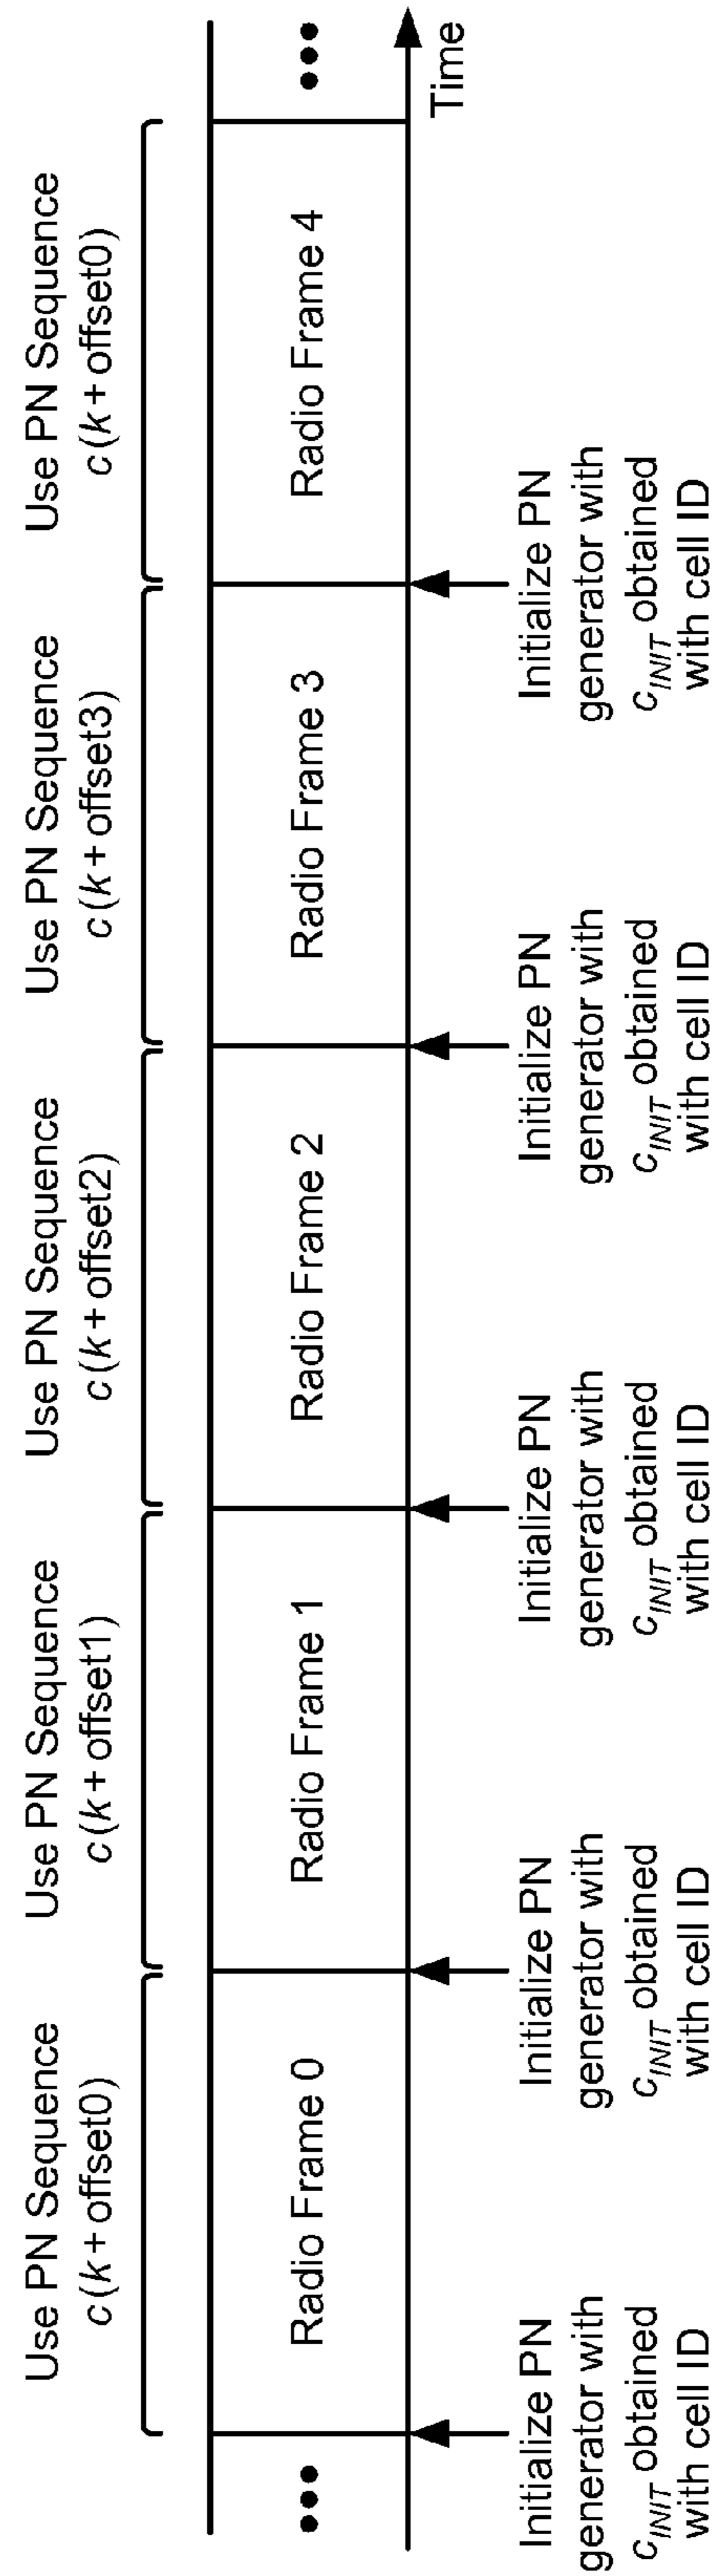 Use PN Sequence
c(k+offset0)
Use PN Sequence
c(k+offset1)
Use PN Sequence
c(k+offset2)
Use PN Sequence
c(k+offset3)
Use PN Sequence
c(k+offset0)
Radio Frame 0
Radio Frame 1
Radio Frame 2
Radio Frame 3
Radio Frame 4
Time
Initialize PN
generator with
cINIT obtained
with cell ID
Initialize PN
generator with
cINIT obtained
with cell ID
Initialize PN
generator with
cINIT obtained
with cell ID
Initialize PN
generator with
cINIT obtained
with cell ID
Initialize PN
generator with
cINIT obtained
with cell ID